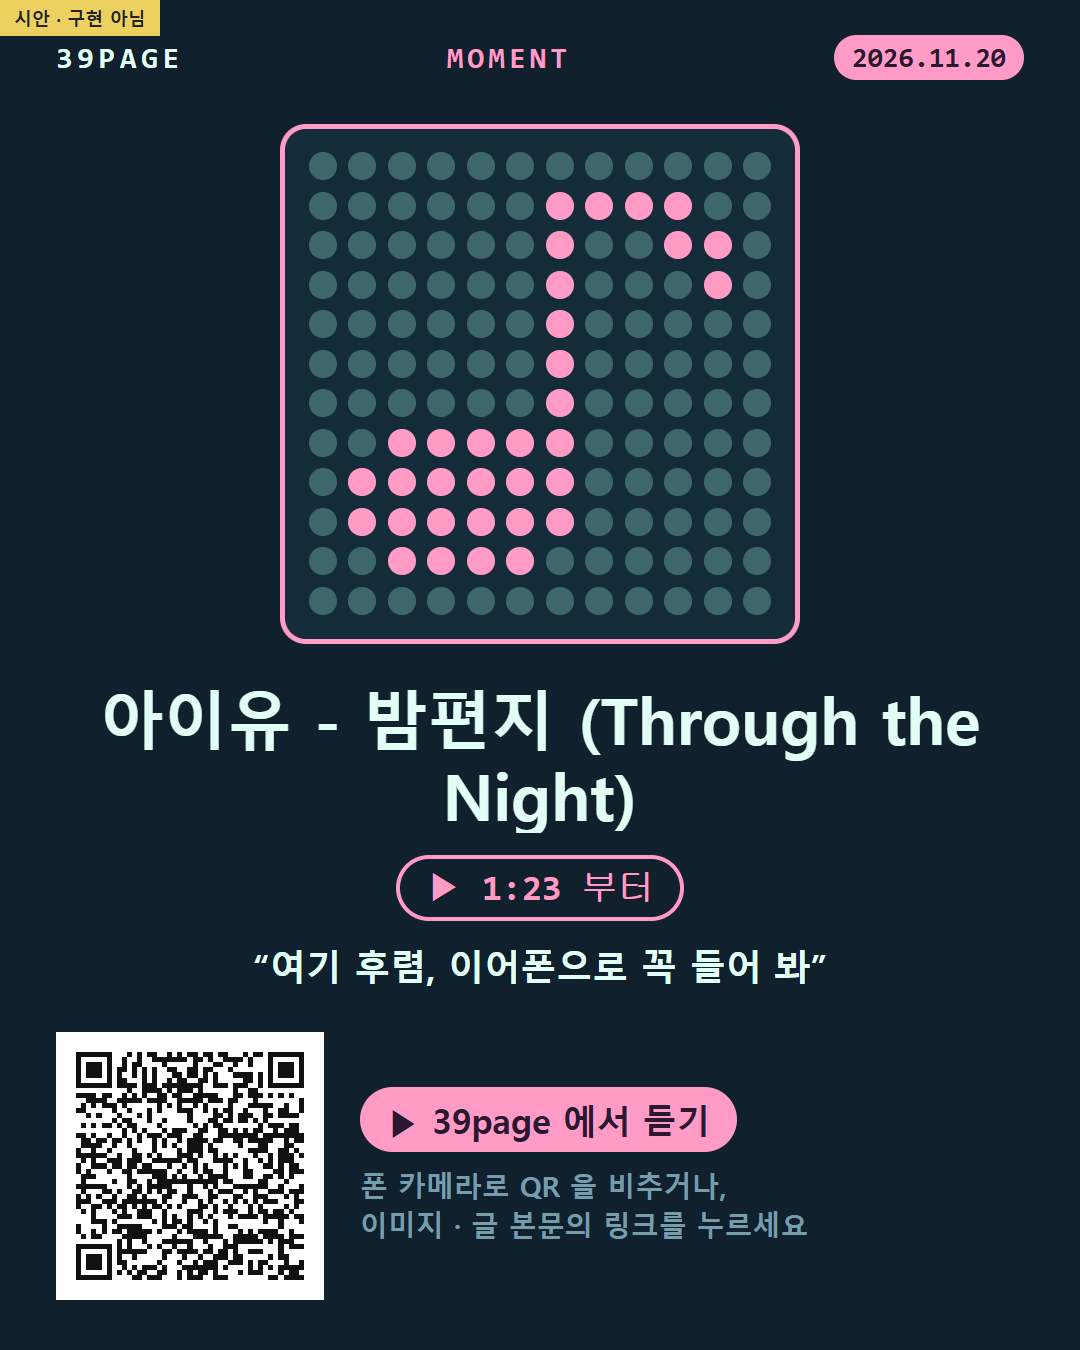 시안 · 구현 아님
39PAGE
MOMENT
2026.11.20
아이유 - 밤편지 (Through the
Night)
▶ 1:23 부터
“여기 후렴, 이어폰으로 꼭 들어 봐”
▶ 39page 에서 듣기
폰 카메라로 QR 을 비추거나,
이미지 · 글 본문의 링크를 누르세요